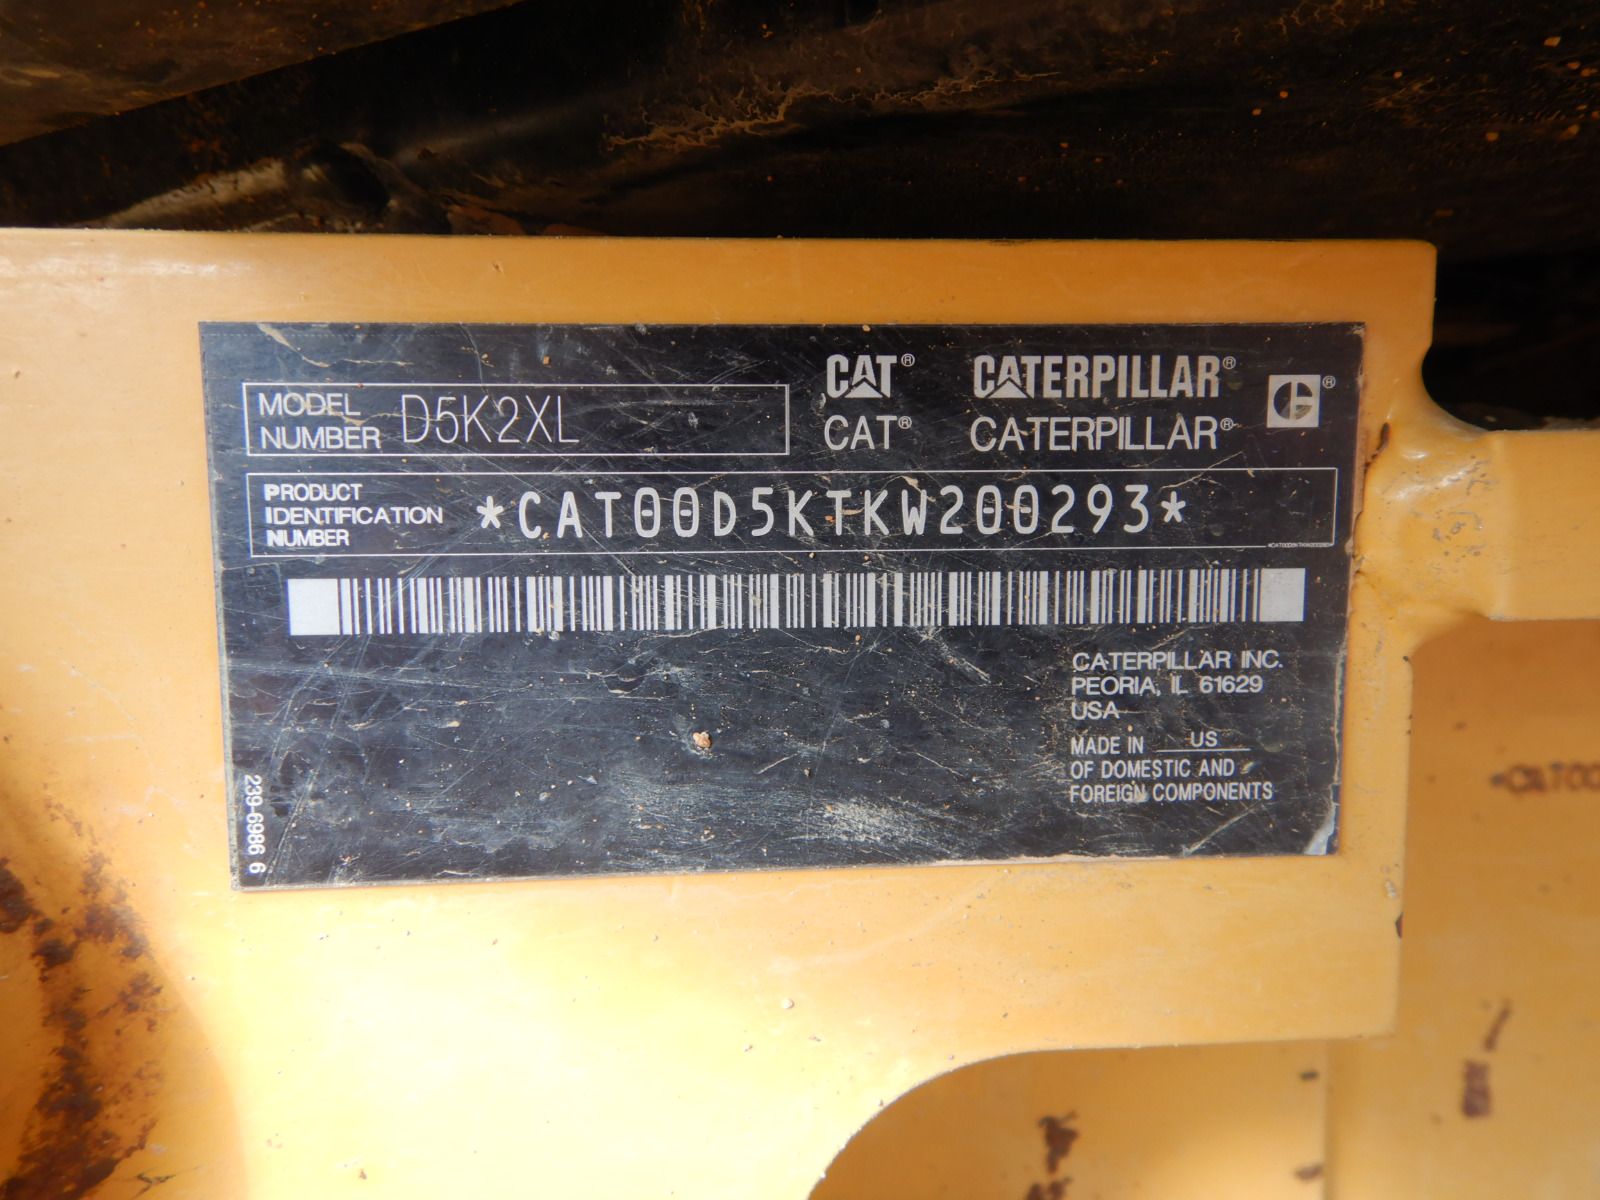 CAT® CATERPILLAR® ®
MODEL NUMBER D5K2XL
CAT® CATERPILLAR®
PRODUCT IDENTIFICATION NUMBER *CAT00D5KTKW200293*
CATERPILLAR INC.
PEORIA, IL 61629
USA
MADE IN US
OF DOMESTIC AND
FOREIGN COMPONENTS
239-6986 6
*CAT00